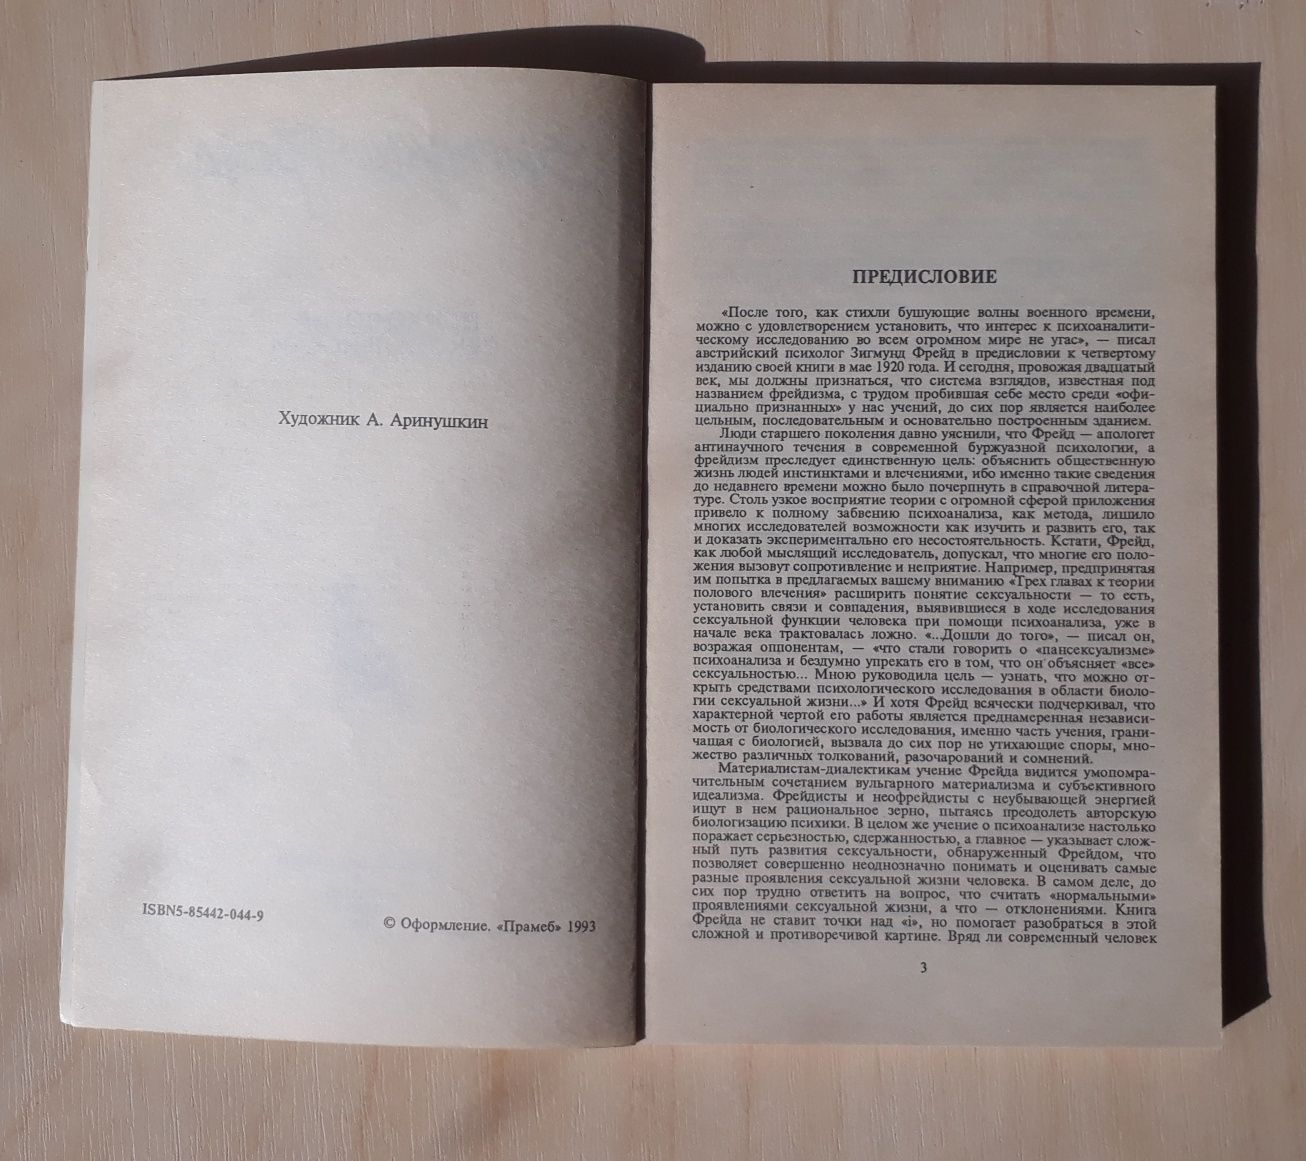 Художник А. Аринушкин
ISBN5-85442-044-9
© Оформление. «Прамеб» 1993
ПРЕДИСЛОВИЕ
«После того, как стихли бушующие волны военного времени,
можно с удовлетворением установить, что интерес к психоаналити-
ческому исследованию во всем огромном мире не угас», — писал
австрийский психолог Зигмунд Фрейд в предисловии к четвертому
изданию своей книги в мае 1920 года. И сегодня, провожая двадцатый
век, мы должны признаться, что система взглядов, известная под
названием фрейдизма, с трудом пробившая себе место среди «офи-
циально признанных» у нас учений, до сих пор является наиболее
цельным, последовательным и основательно построенным зданием.
Люди старшего поколения давно уяснили, что Фрейд — апологет
антинаучного течения в современной буржуазной психологии, а
фрейдизм преследует единственную цель: объяснить общественную
жизнь людей инстинктами и влечениями, ибо именно такие сведения
до недавнего времени можно было почерпнуть в справочной литера-
туре. Столь узкое восприятие теории с огромной сферой приложения
привело к полному забвению психоанализа, как метода, лишило
многих исследователей возможности как изучить и развить его, так
и доказать экспериментально его несостоятельность. Кстати, Фрейд,
как любой мыслящий исследователь, допускал, что многие его поло-
жения вызовут сопротивление и неприятие. Например, предпринятая
им попытка в предлагаемых вашему вниманию «Трех главах к теории
полового влечения» расширить понятие сексуальности — то есть,
установить связи и совпадения, выявившиеся в ходе исследования
сексуальной функции человека при помощи психоанализа, уже в
начале века трактовалась ложно. «...Дошли до того», — писал он,
возражая оппонентам, — «что стали говорить о «пансексуализме»
психоанализа и бездумно упрекать его в том, что он объясняет «все»
сексуальностью... Мною руководила цель — узнать, что можно от-
крыть средствами психологического исследования в области биоло-
гии сексуальной жизни...» И хотя Фрейд всячески подчеркивал, что
характерной чертой его работы является преднамеренная независи-
мость от биологического исследования, именно часть учения, грани-
чащая с биологией, вызвала до сих пор не утихающие споры, мно-
жество различных толкований, разочарований и сомнений.
Материалистам-диалектикам учение Фрейда видится умопомра-
чительным сочетанием вульгарного материализма и субъективного
идеализма. Фрейдисты и неофрейдисты с неубывающей энергией
ищут в нем рациональное зерно, пытаясь преодолеть авторскую
биологизацию психики. В целом же учение о психоанализе настолько
поражает серьезностью, сдержанностью, а главное — указывает слож-
ный путь развития сексуальности, обнаруженный Фрейдом, что
позволяет совершенно неоднозначно понимать и оценивать самые
разные проявления сексуальной жизни человека. В самом деле, до
сих пор трудно ответить на вопрос, что считать «нормальными»
проявлениями сексуальной жизни, а что — отклонениями. Книга
Фрейда не ставит точки над «i», но помогает разобраться в этой
сложной и противоречивой картине. Вряд ли современный человек
3